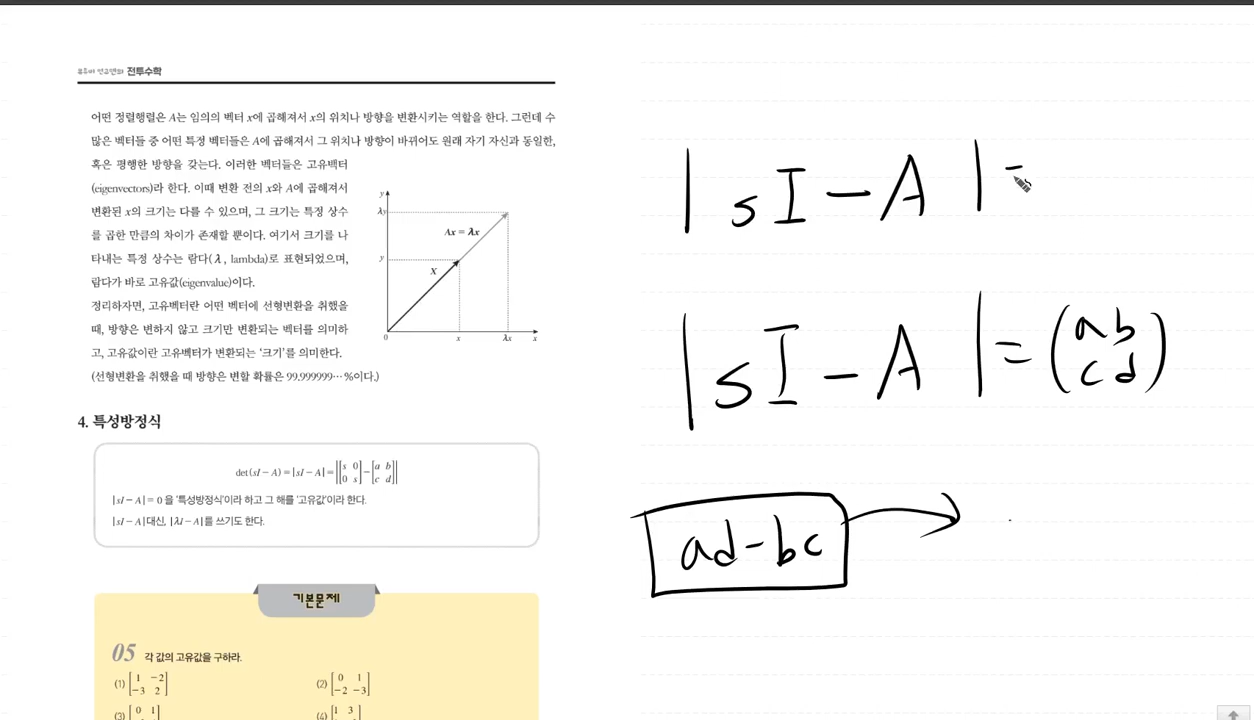 전투수학
어떤 정렬행렬은 A는 임의의 벡터 x에 곱해져서 x의 위치나 방향을 변환시키는 역할을 한다. 그런데 수
많은 벡터들 중 어떤 특정 벡터들은 A에 곱해져서 그 위치나 방향이 바뀌어도 원래 자기 자신과 동일한,
혹은 평행한 방향을 갖는다. 이러한 벡터들은 고유벡터
(eigenvectors)라 한다. 이때 변환 전의 x와 A에 곱해져서
변환된 x의 크기는 다를 수 있으며, 그 크기는 특정 상수
를 곱한 만큼의 차이가 존재할 뿐이다. 여기서 크기를 나
타내는 특정 상수는 람다(λ, lambda)로 표현되었으며,
람다가 바로 고유값(eigenvalue)이다.
정리하자면, 고유벡터란 어떤 벡터에 선형변환을 취했을
때, 방향은 변하지 않고 크기만 변환되는 벡터를 의미하
고, 고유값이란 고유벡터가 변환되는 '크기'를 의미한다.
(선형변환을 취했을 때 방향은 변할 확률은 99.999999⋯%이다.)
y
λy
Ax = λx
y
X
0 x λx x
4. 특성방정식
det(sI-A) = |sI-A| = |[s 0 0 s] - [a b c d]|
|sI-A| = 0을 '특성방정식'이라 하고 그 해를 '고유값'이라 한다.
|sI-A| 대신, |λI-A|를 쓰기도 한다.
기본문제
05 각 값의 고유값을 구하라.
(1) [1 -2 -3 2] (2) [0 1 -2 -3]
(3) [0 1 (4) [1 3
| sI - A | =
| sI - A | = (a b c d)
ad - bc